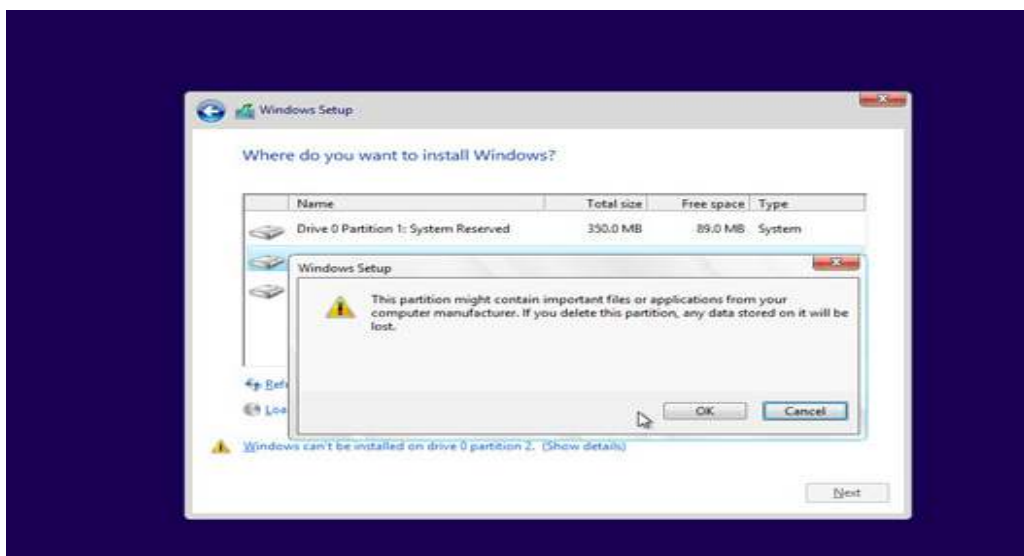 Windows Setup
Where do you want to install Windows?
Name Total size Free space Type
Drive 0 Partition 1: System Reserved 350.0 MB 89.0 MB System
Windows Setup
This partition might contain important files or applications from your
computer manufacturer. If you delete this partition, any data stored on it will be
lost.
Refr
Loa
OK Cancel
Windows can't be installed on drive 0 partition 2. (Show details)
Next